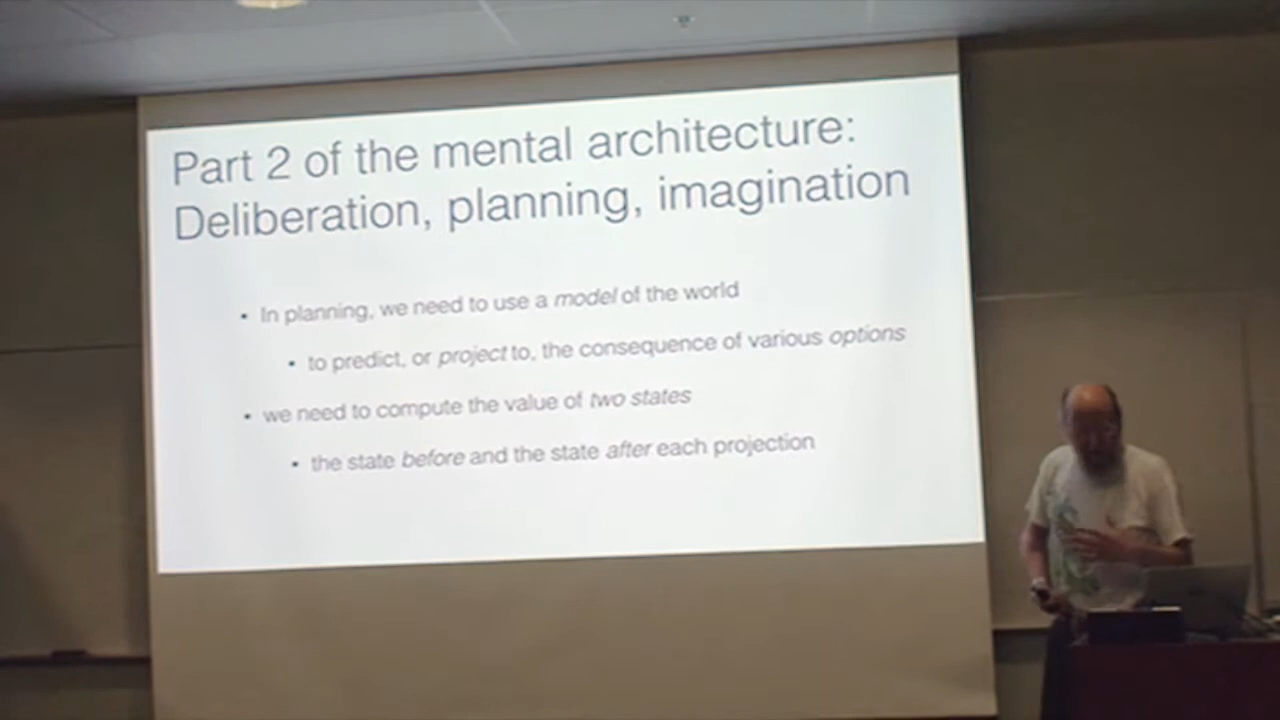 Part 2 of the mental architecture:
Deliberation, planning, imagination
• In planning, we need to use a model of the world
• to predict, or project to, the consequence of various options
• we need to compute the value of two states
• the state before and the state after each projection